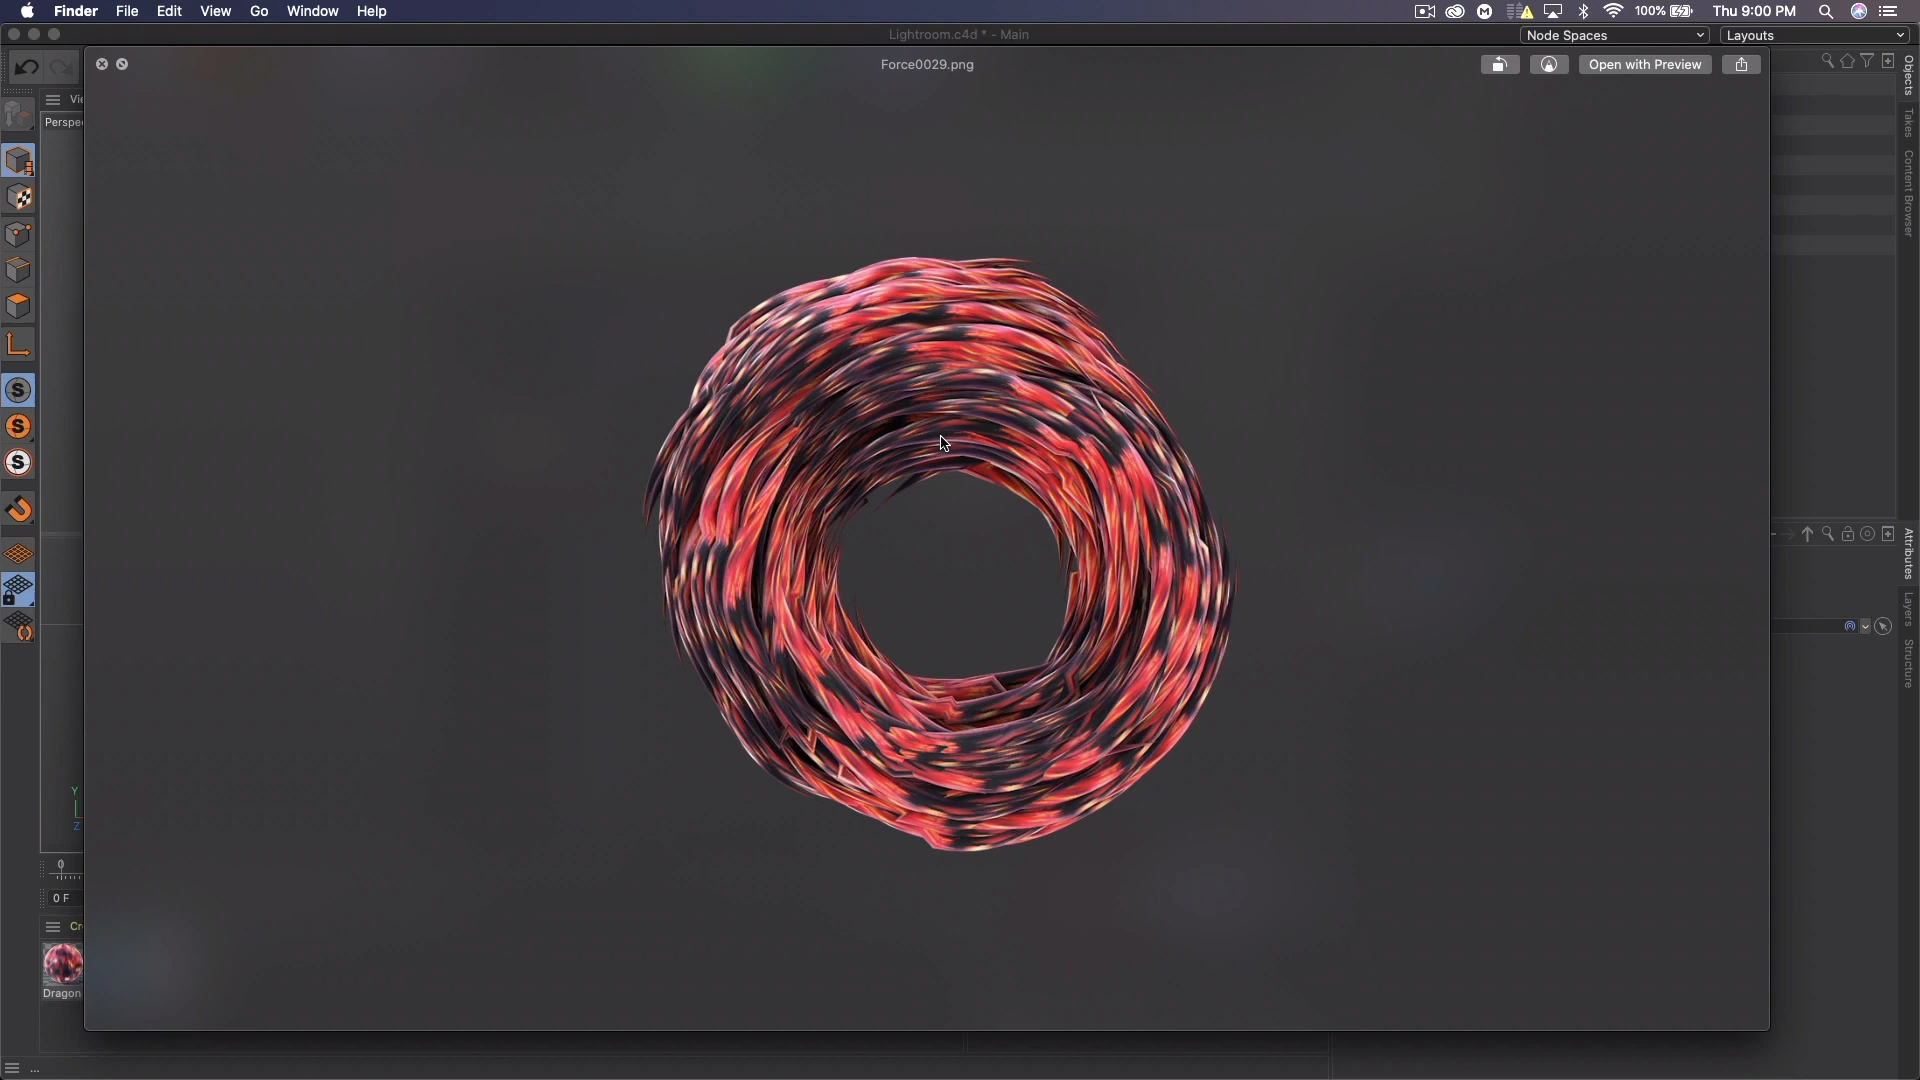 Finder File Edit View Go Window Help
100% Thu 9:00 PM
Lightroom.c4d * - Main
Node Spaces
Layouts
Force0029.png
Open with Preview
Perspe
Objects
Takes
Content Browser
Attributes
Layers
Structure
Y
Z
0
0 F
Cr
Dragon
...